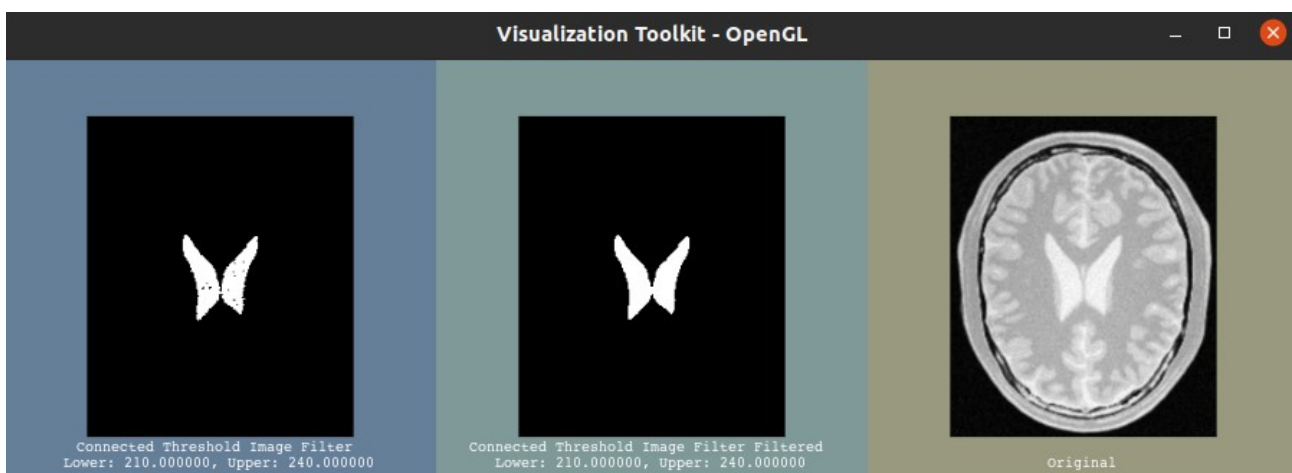 Visualization Toolkit - OpenGL
Connected Threshold Image Filter
Lower: 210.000000, Upper: 240.000000
Connected Threshold Image Filter Filtered
Lower: 210.000000, Upper: 240.000000
Original